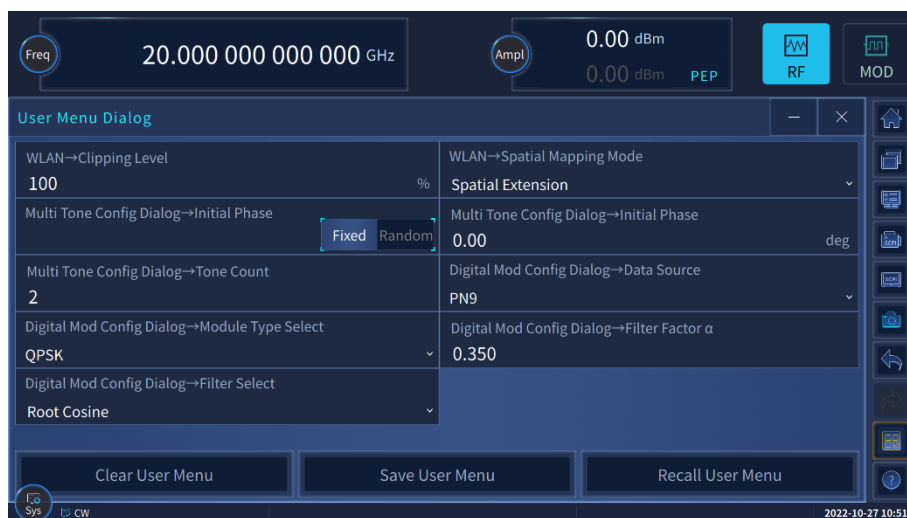 Freq
20.000 000 000 000 GHz
Ampl
0.00 dBm
0.00 dBm PEP
RF
MOD
User Menu Dialog
WLAN→Clipping Level
100 %
WLAN→Spatial Mapping Mode
Spatial Extension
Multi Tone Config Dialog→Initial Phase
Fixed Random
Multi Tone Config Dialog→Initial Phase
0.00 deg
Multi Tone Config Dialog→Tone Count
2
Digital Mod Config Dialog→Data Source
PN9
Digital Mod Config Dialog→Module Type Select
QPSK
Digital Mod Config Dialog→Filter Factor α
0.350
Digital Mod Config Dialog→Filter Select
Root Cosine
Clear User Menu
Save User Menu
Recall User Menu
SCPI
SCPI
?
Sys
CW
2022-10-27 10:51